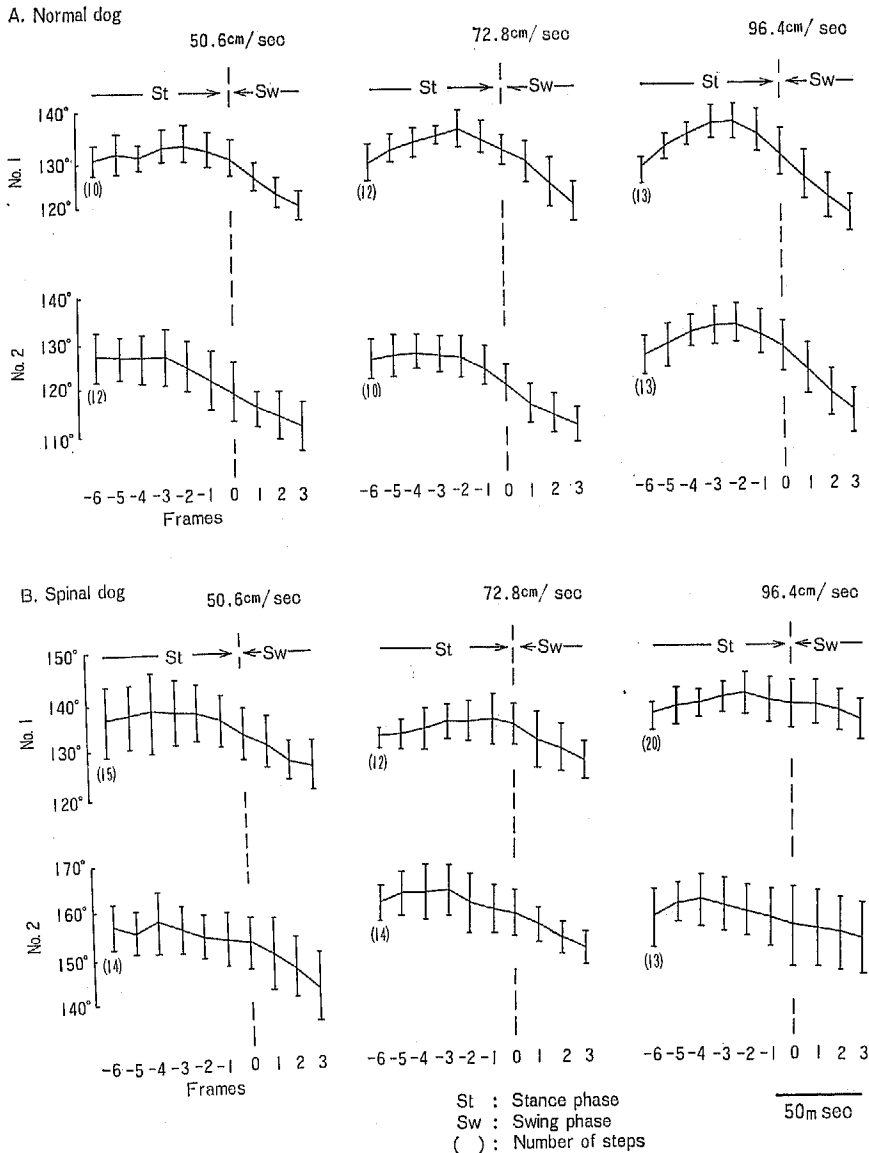 A. Normal dog
50.6cm/sec 72.8cm/sec 96.4cm/sec
St Sw St Sw St Sw
No. 1
140°
130°
120°
(10) (12) (13)
No. 2
140°
130°
120°
110°
(12) (10) (13)
-6 -5 -4 -3 -2 -1 0 1 2 3 -6 -5 -4 -3 -2 -1 0 1 2 3 -6 -5 -4 -3 -2 -1 0 1 2 3
Frames
B. Spinal dog
50.6cm/sec 72.8cm/sec 96.4cm/sec
St Sw St Sw St Sw
No. 1
150°
140°
130°
120°
(15) (12) (20)
No. 2
170°
160°
150°
140°
(14) (14) (13)
-6 -5 -4 -3 -2 -1 0 1 2 3 -6 -5 -4 -3 -2 -1 0 1 2 3 -6 -5 -4 -3 -2 -1 0 1 2 3
Frames
St : Stance phase
Sw : Swing phase
( ) : Number of steps
50m sec